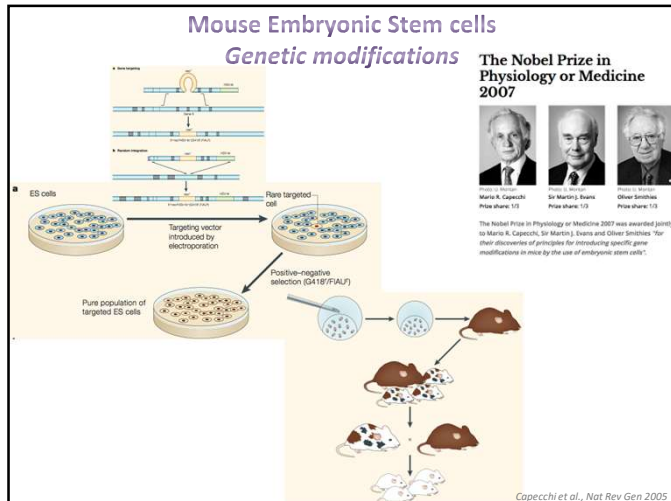 Mouse Embryonic Stem cells
Genetic modifications
The Nobel Prize in
Physiology or Medicine
2007
Mario R. Capecchi
Prize share: 1/3
Sir Martin J. Evans
Prize share: 1/3
Oliver Smithies
Prize share: 1/3
The Nobel Prize in Physiology or Medicine 2007 was awarded jointly
to Mario R. Capecchi, Sir Martin J. Evans and Oliver Smithies "for
their discoveries of principles for introducing specific gene
modifications in mice by the use of embryonic stem cells".
a Gene targeting
b Random integration
a
ES cells
Targeting vector
introduced by
electroporation
Rare targeted
cell
Positive–negative
selection (G418ʳ/FIAUʳ)
Pure population of
targeted ES cells
Capecchi et al., Nat Rev Gen 2005